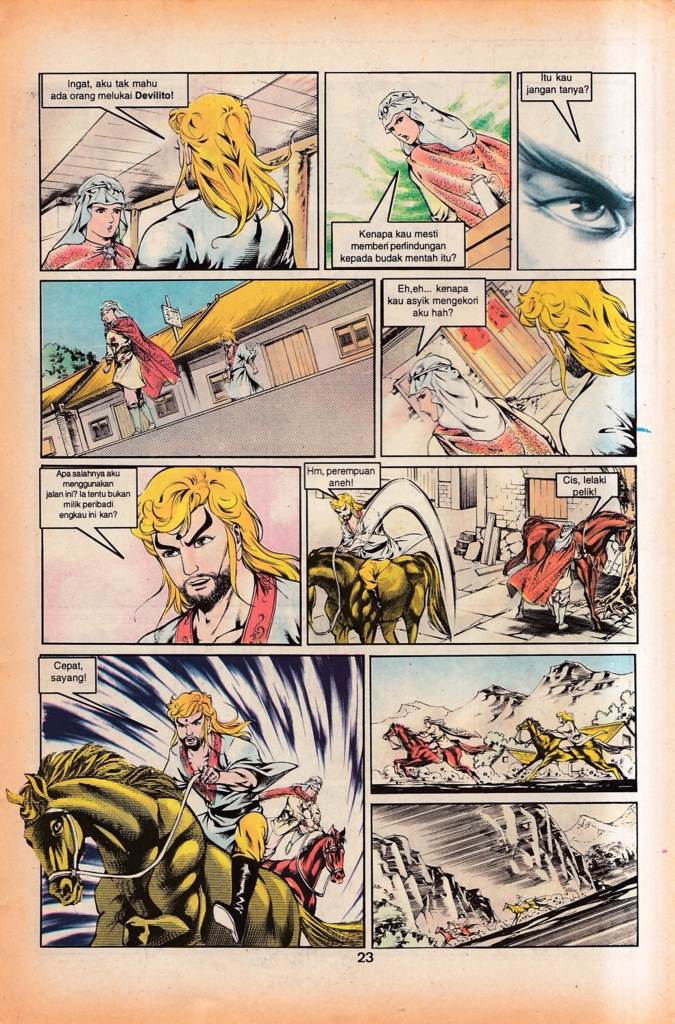 Ingat, aku tak mahu
ada orang melukai Devilito!
Kenapa kau mesti
memberi perlindungan
kepada budak mentah itu?
Itu kau
jangan tanya?
Eh,eh... kenapa
kau asyik mengekori
aku hah?
Apa salahnya aku
menggunakan
jalan ini? Ia tentu bukan
milik peribadi
engkau ini kan?
Hm, perempuan
aneh!
Cis, lelaki
pelik!
Cepat,
sayang!
23